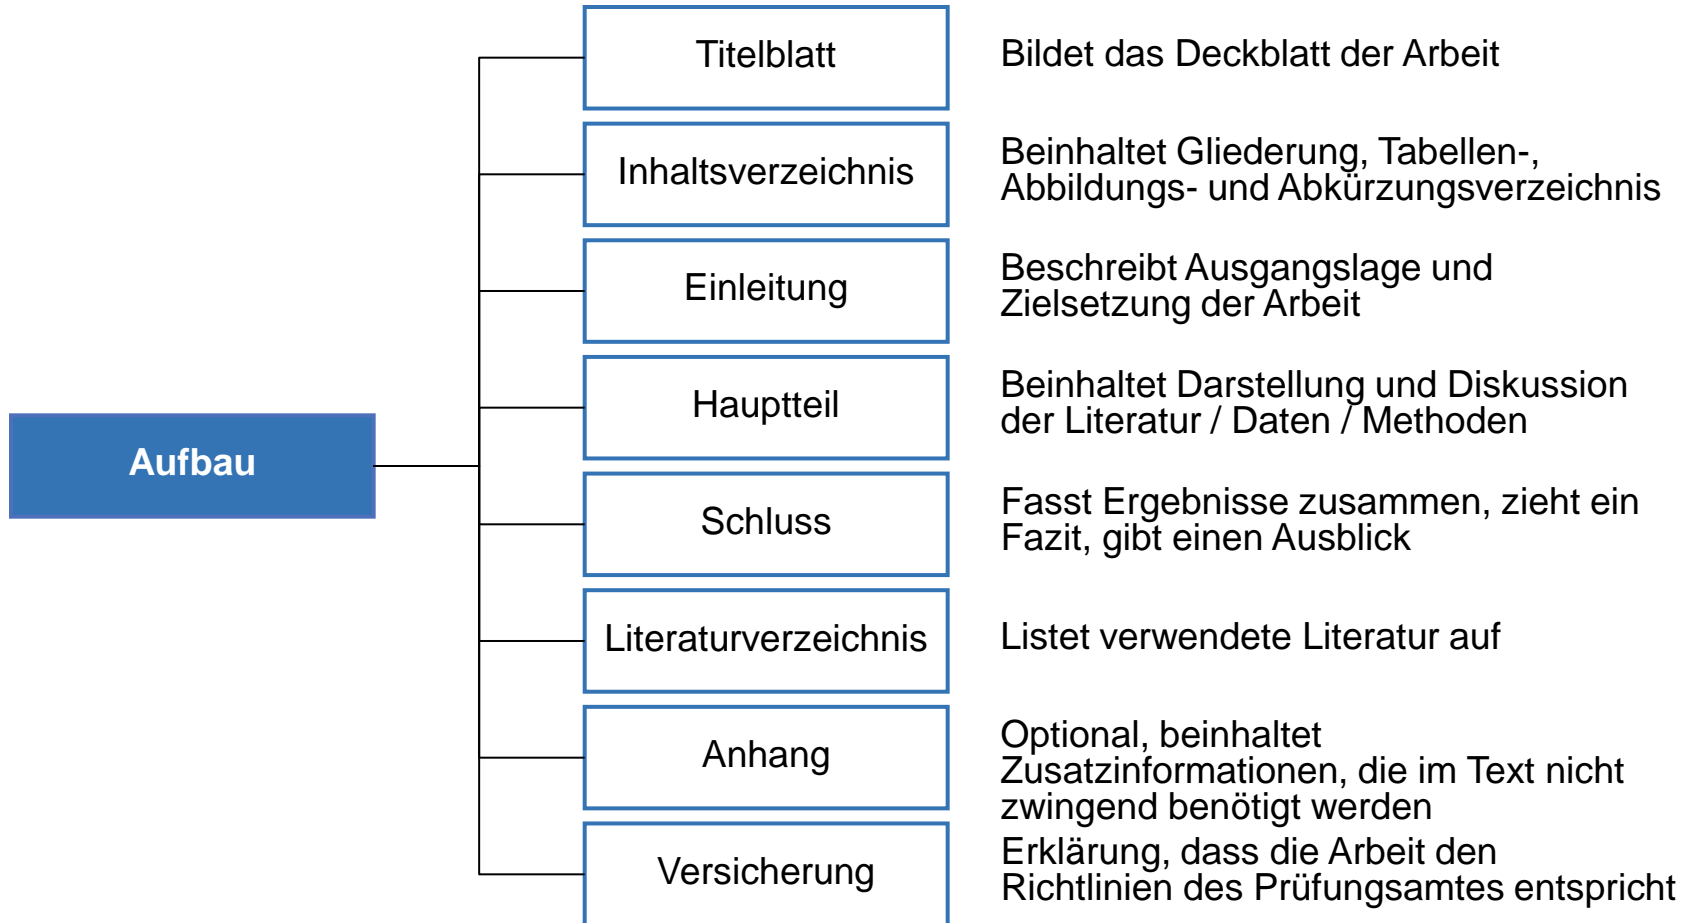 Titelblatt
Bildet das Deckblatt der Arbeit
Inhaltsverzeichnis
Beinhaltet Gliederung, Tabellen-,
Abbildungs- und Abkürzungsverzeichnis
Einleitung
Beschreibt Ausgangslage und
Zielsetzung der Arbeit
Hauptteil
Beinhaltet Darstellung und Diskussion
der Literatur / Daten / Methoden
Aufbau
Schluss
Fasst Ergebnisse zusammen, zieht ein
Fazit, gibt einen Ausblick
Literaturverzeichnis
Listet verwendete Literatur auf
Anhang
Optional, beinhaltet
Zusatzinformationen, die im Text nicht
zwingend benötigt werden
Versicherung
Erklärung, dass die Arbeit den
Richtlinien des Prüfungsamtes entspricht